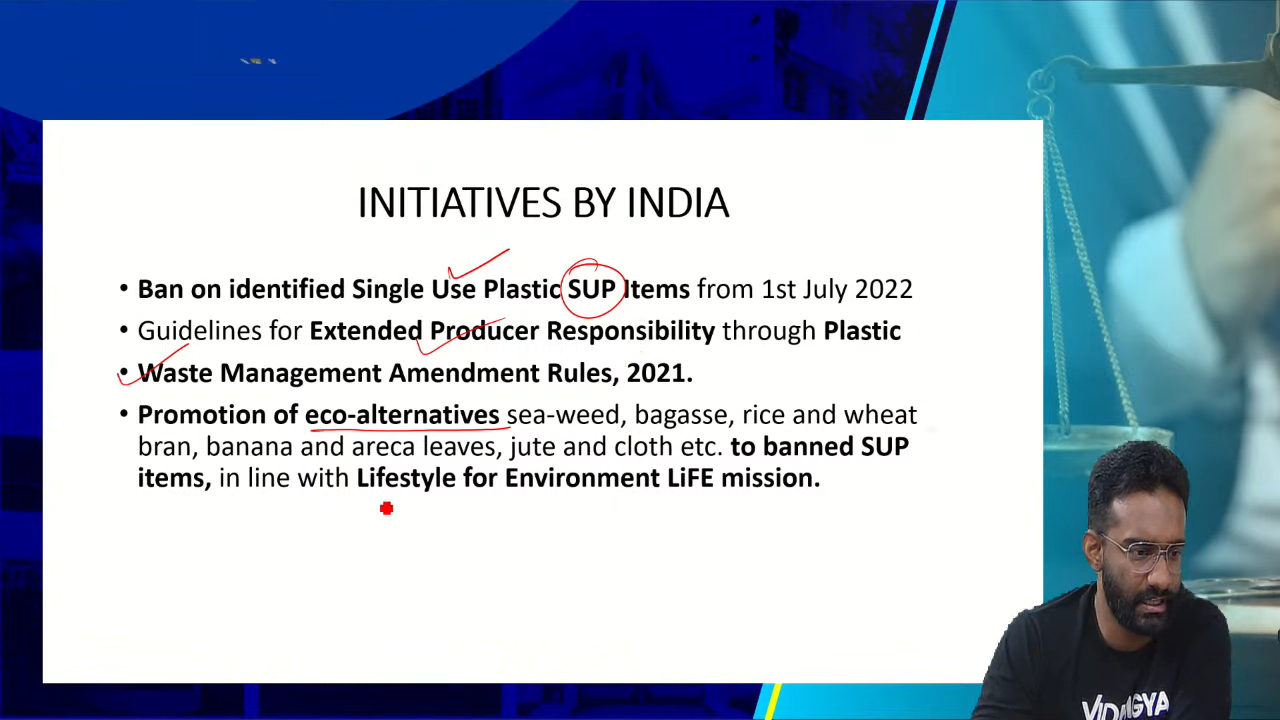 INITIATIVES BY INDIA
• Ban on identified Single Use Plastic SUP Items from 1st July 2022
• Guidelines for Extended Producer Responsibility through Plastic
• Waste Management Amendment Rules, 2021.
• Promotion of eco-alternatives sea-weed, bagasse, rice and wheat
bran, banana and areca leaves, jute and cloth etc. to banned SUP
items, in line with Lifestyle for Environment LiFE mission.